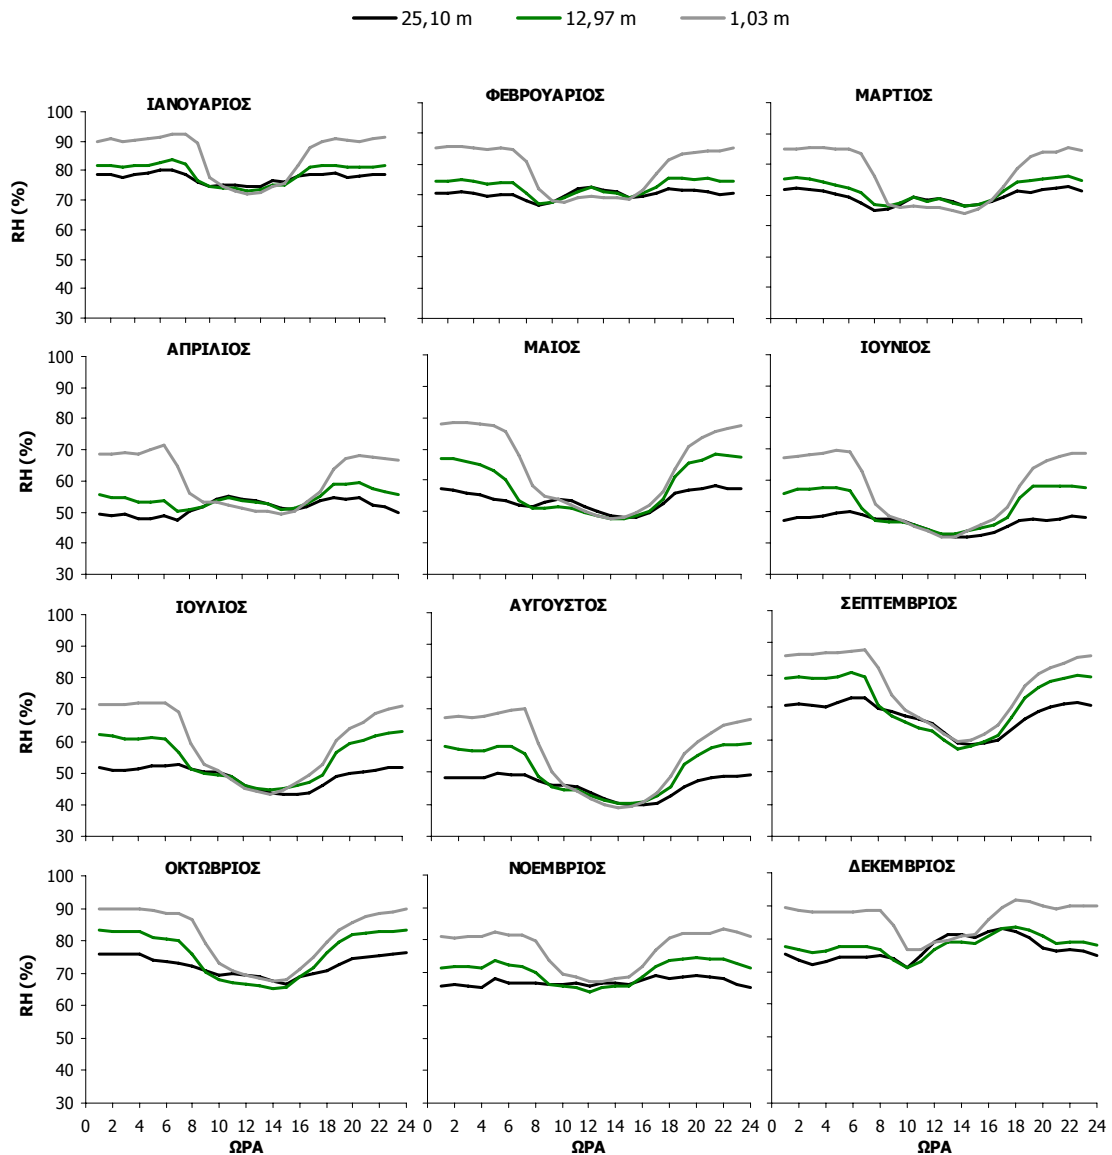 25,10 m 12,97 m 1,03 m
ΙΑΝΟΥΑΡΙΟΣ ΦΕΒΡΟΥΑΡΙΟΣ ΜΑΡΤΙΟΣ
100
90
80
70
60
50
40
30
RH (%)
ΑΠΡΙΛΙΟΣ ΜΑΙΟΣ ΙΟΥΝΙΟΣ
100
90
80
70
60
50
40
30
RH (%)
ΙΟΥΛΙΟΣ ΑΥΓΟΥΣΤΟΣ ΣΕΠΤΕΜΒΡΙΟΣ
100
90
80
70
60
50
40
30
RH (%)
ΟΚΤΩΒΡΙΟΣ ΝΟΕΜΒΡΙΟΣ ΔΕΚΕΜΒΡΙΟΣ
100
90
80
70
60
50
40
30
RH (%)
0 2 4 6 8 10 12 14 16 18 20 22 24 0 2 4 6 8 10 12 14 16 18 20 22 24 0 2 4 6 8 10 12 14 16 18 20 22 24
ΩΡΑ ΩΡΑ ΩΡΑ